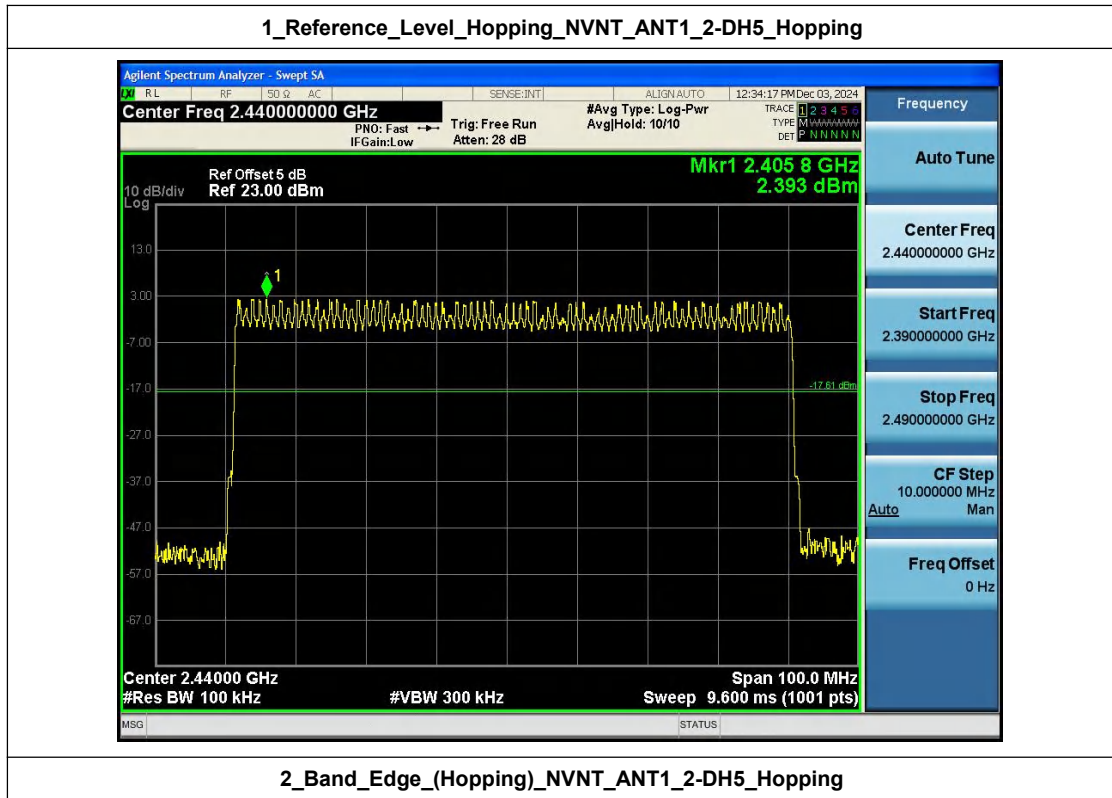 1_Reference_Level_Hopping_NVNT_ANT1_2-DH5_Hopping
Agilent Spectrum Analyzer - Swept SA
LXI RL RF 50 Ω AC SENSE:INT ALIGN AUTO 12:34:17 PM Dec 03, 2024
Center Freq 2.440000000 GHz
PNO: Fast
IFGain:Low
Trig: Free Run
Atten: 28 dB
#Avg Type: Log-Pwr
Avg|Hold: 10/10
TRACE 1 2 3 4 5 6
TYPE M
DET P N N N N N
Mkr1 2.405 8 GHz
2.393 dBm
Ref Offset 5 dB
10 dB/div Ref 23.00 dBm
Log
13.0
1
3.00
-7.00
-17.0
-17.61 dBm
-27.0
-37.0
-47.0
-57.0
-67.0
Center 2.44000 GHz Span 100.0 MHz
#Res BW 100 kHz #VBW 300 kHz Sweep 9.600 ms (1001 pts)
MSG STATUS
Frequency
Auto Tune
Center Freq
2.440000000 GHz
Start Freq
2.390000000 GHz
Stop Freq
2.490000000 GHz
CF Step
10.000000 MHz
Auto Man
Freq Offset
0 Hz
2_Band_Edge_(Hopping)_NVNT_ANT1_2-DH5_Hopping